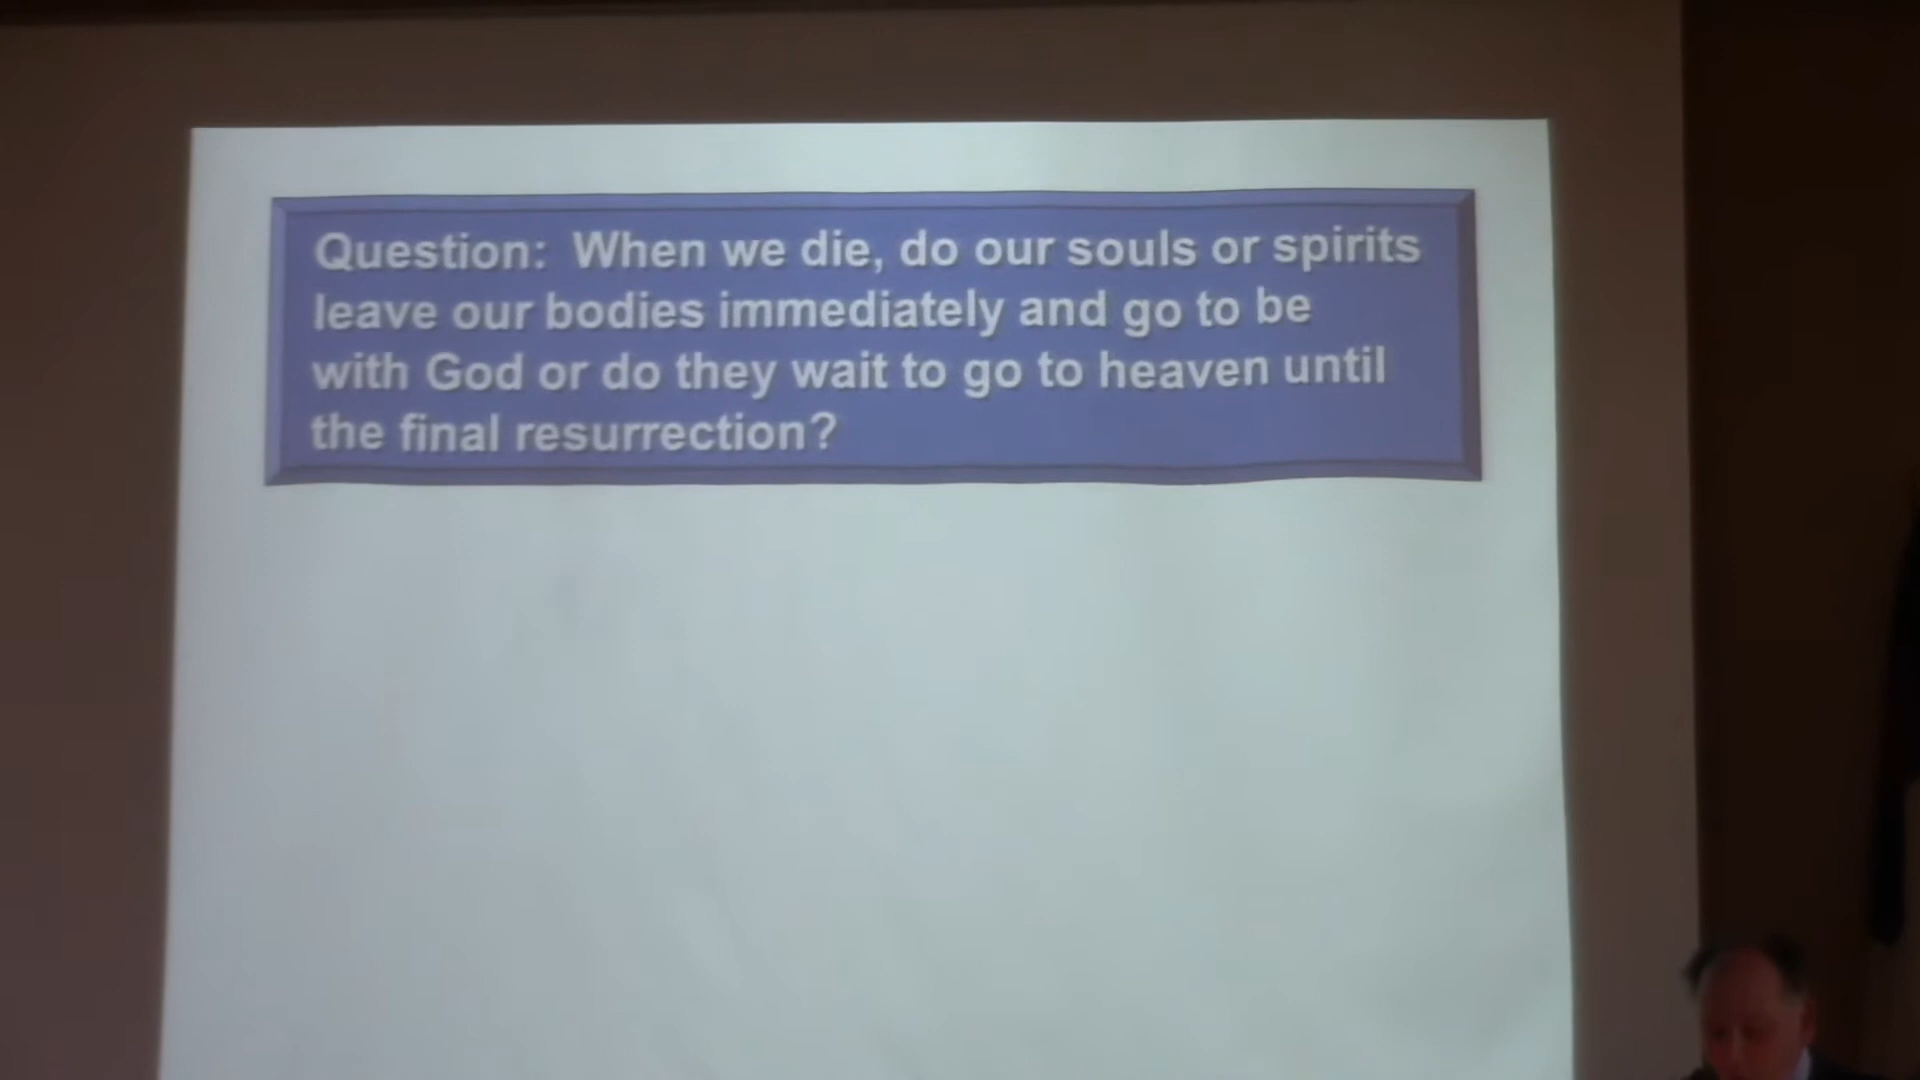 Question: When we die, do our souls or spirits
leave our bodies immediately and go to be
with God or do they wait to go to heaven until
the final resurrection?